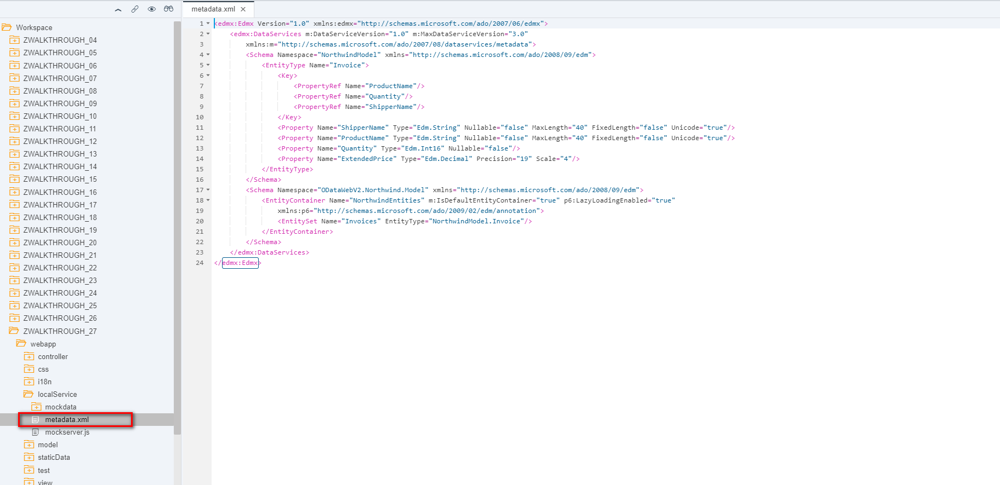 Workspace
ZWALKTHROUGH_04
ZWALKTHROUGH_05
ZWALKTHROUGH_06
ZWALKTHROUGH_07
ZWALKTHROUGH_08
ZWALKTHROUGH_09
ZWALKTHROUGH_10
ZWALKTHROUGH_11
ZWALKTHROUGH_12
ZWALKTHROUGH_13
ZWALKTHROUGH_14
ZWALKTHROUGH_15
ZWALKTHROUGH_16
ZWALKTHROUGH_17
ZWALKTHROUGH_18
ZWALKTHROUGH_19
ZWALKTHROUGH_20
ZWALKTHROUGH_21
ZWALKTHROUGH_22
ZWALKTHROUGH_23
ZWALKTHROUGH_24
ZWALKTHROUGH_25
ZWALKTHROUGH_26
ZWALKTHROUGH_27
webapp
controller
css
i18n
localService
mockdata
metadata.xml
mockserver.js
model
staticData
test
view
metadata.xml
1 <edmx:Edmx Version="1.0" xmlns:edmx="http://schemas.microsoft.com/ado/2007/06/edmx">
2 <edmx:DataServices m:DataServiceVersion="1.0" m:MaxDataServiceVersion="3.0"
3 xmlns:m="http://schemas.microsoft.com/ado/2007/08/dataservices/metadata">
4 <Schema Namespace="NorthwindModel" xmlns="http://schemas.microsoft.com/ado/2008/09/edm">
5 <EntityType Name="Invoice">
6 <Key>
7 <PropertyRef Name="ProductName"/>
8 <PropertyRef Name="Quantity"/>
9 <PropertyRef Name="ShipperName"/>
10 </Key>
11 <Property Name="ShipperName" Type="Edm.String" Nullable="false" MaxLength="40" FixedLength="false" Unicode="true"/>
12 <Property Name="ProductName" Type="Edm.String" Nullable="false" MaxLength="40" FixedLength="false" Unicode="true"/>
13 <Property Name="Quantity" Type="Edm.Int16" Nullable="false"/>
14 <Property Name="ExtendedPrice" Type="Edm.Decimal" Precision="19" Scale="4"/>
15 </EntityType>
16 </Schema>
17 <Schema Namespace="ODataWebV2.Northwind.Model" xmlns="http://schemas.microsoft.com/ado/2008/09/edm">
18 <EntityContainer Name="NorthwindEntities" m:IsDefaultEntityContainer="true" p6:LazyLoadingEnabled="true"
19 xmlns:p6="http://schemas.microsoft.com/ado/2009/02/edm/annotation">
20 <EntitySet Name="Invoices" EntityType="NorthwindModel.Invoice"/>
21 </EntityContainer>
22 </Schema>
23 </edmx:DataServices>
24 </edmx:Edmx>